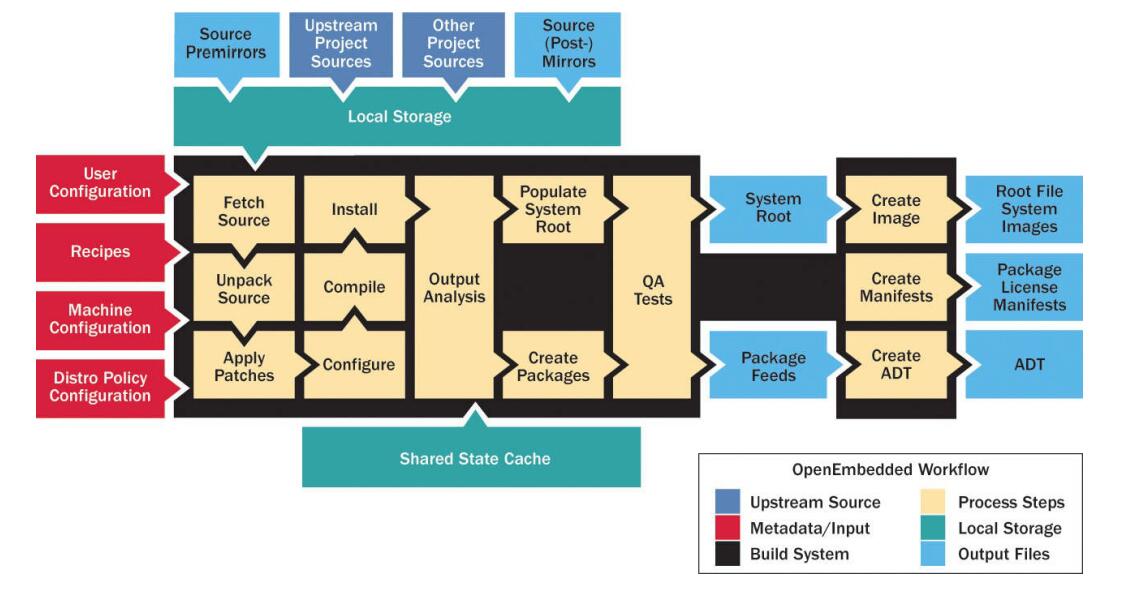 Source
Premirrors
Upstream
Project
Sources
Other
Project
Sources
Source
(Post-)
Mirrors
Local Storage
User
Configuration
Recipes
Machine
Configuration
Distro Policy
Configuration
Fetch
Source
Unpack
Source
Apply
Patches
Install
Compile
Configure
Output
Analysis
Populate
System
Root
Create
Packages
QA
Tests
System
Root
Package
Feeds
Create
Image
Create
Manifests
Create
ADT
Root File
System
Images
Package
License
Manifests
ADT
Shared State Cache
OpenEmbedded Workflow
Upstream Source
Metadata/Input
Build System
Process Steps
Local Storage
Output Files